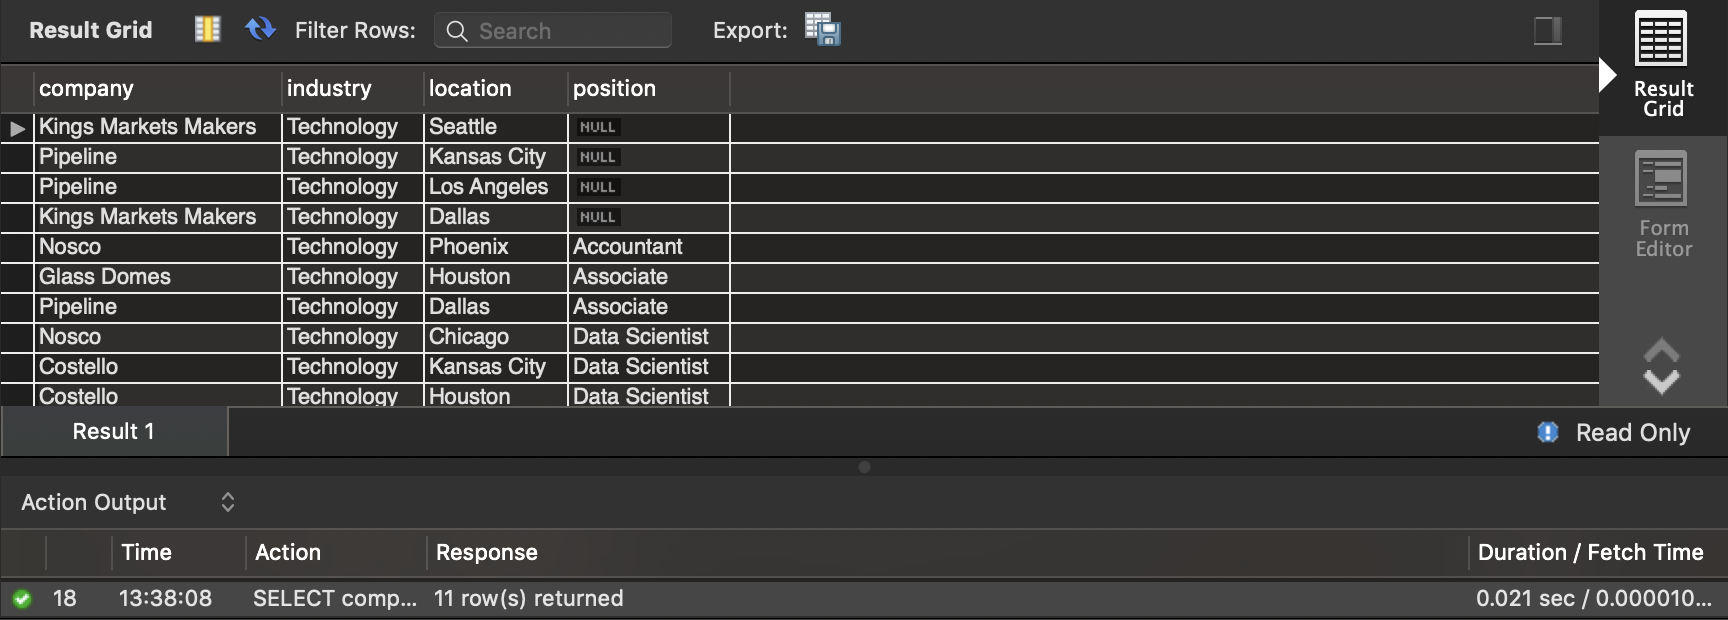 Result Grid Filter Rows: Search Export:
company industry location position
Kings Markets Makers Technology Seattle NULL
Pipeline Technology Kansas City NULL
Pipeline Technology Los Angeles NULL
Kings Markets Makers Technology Dallas NULL
Nosco Technology Phoenix Accountant
Glass Domes Technology Houston Associate
Pipeline Technology Dallas Associate
Nosco Technology Chicago Data Scientist
Costello Technology Kansas City Data Scientist
Costello Technology Houston Data Scientist
Result
Grid
Form
Editor
Result 1 Read Only
Action Output
Time Action Response Duration / Fetch Time
18 13:38:08 SELECT comp... 11 row(s) returned 0.021 sec / 0.000010...